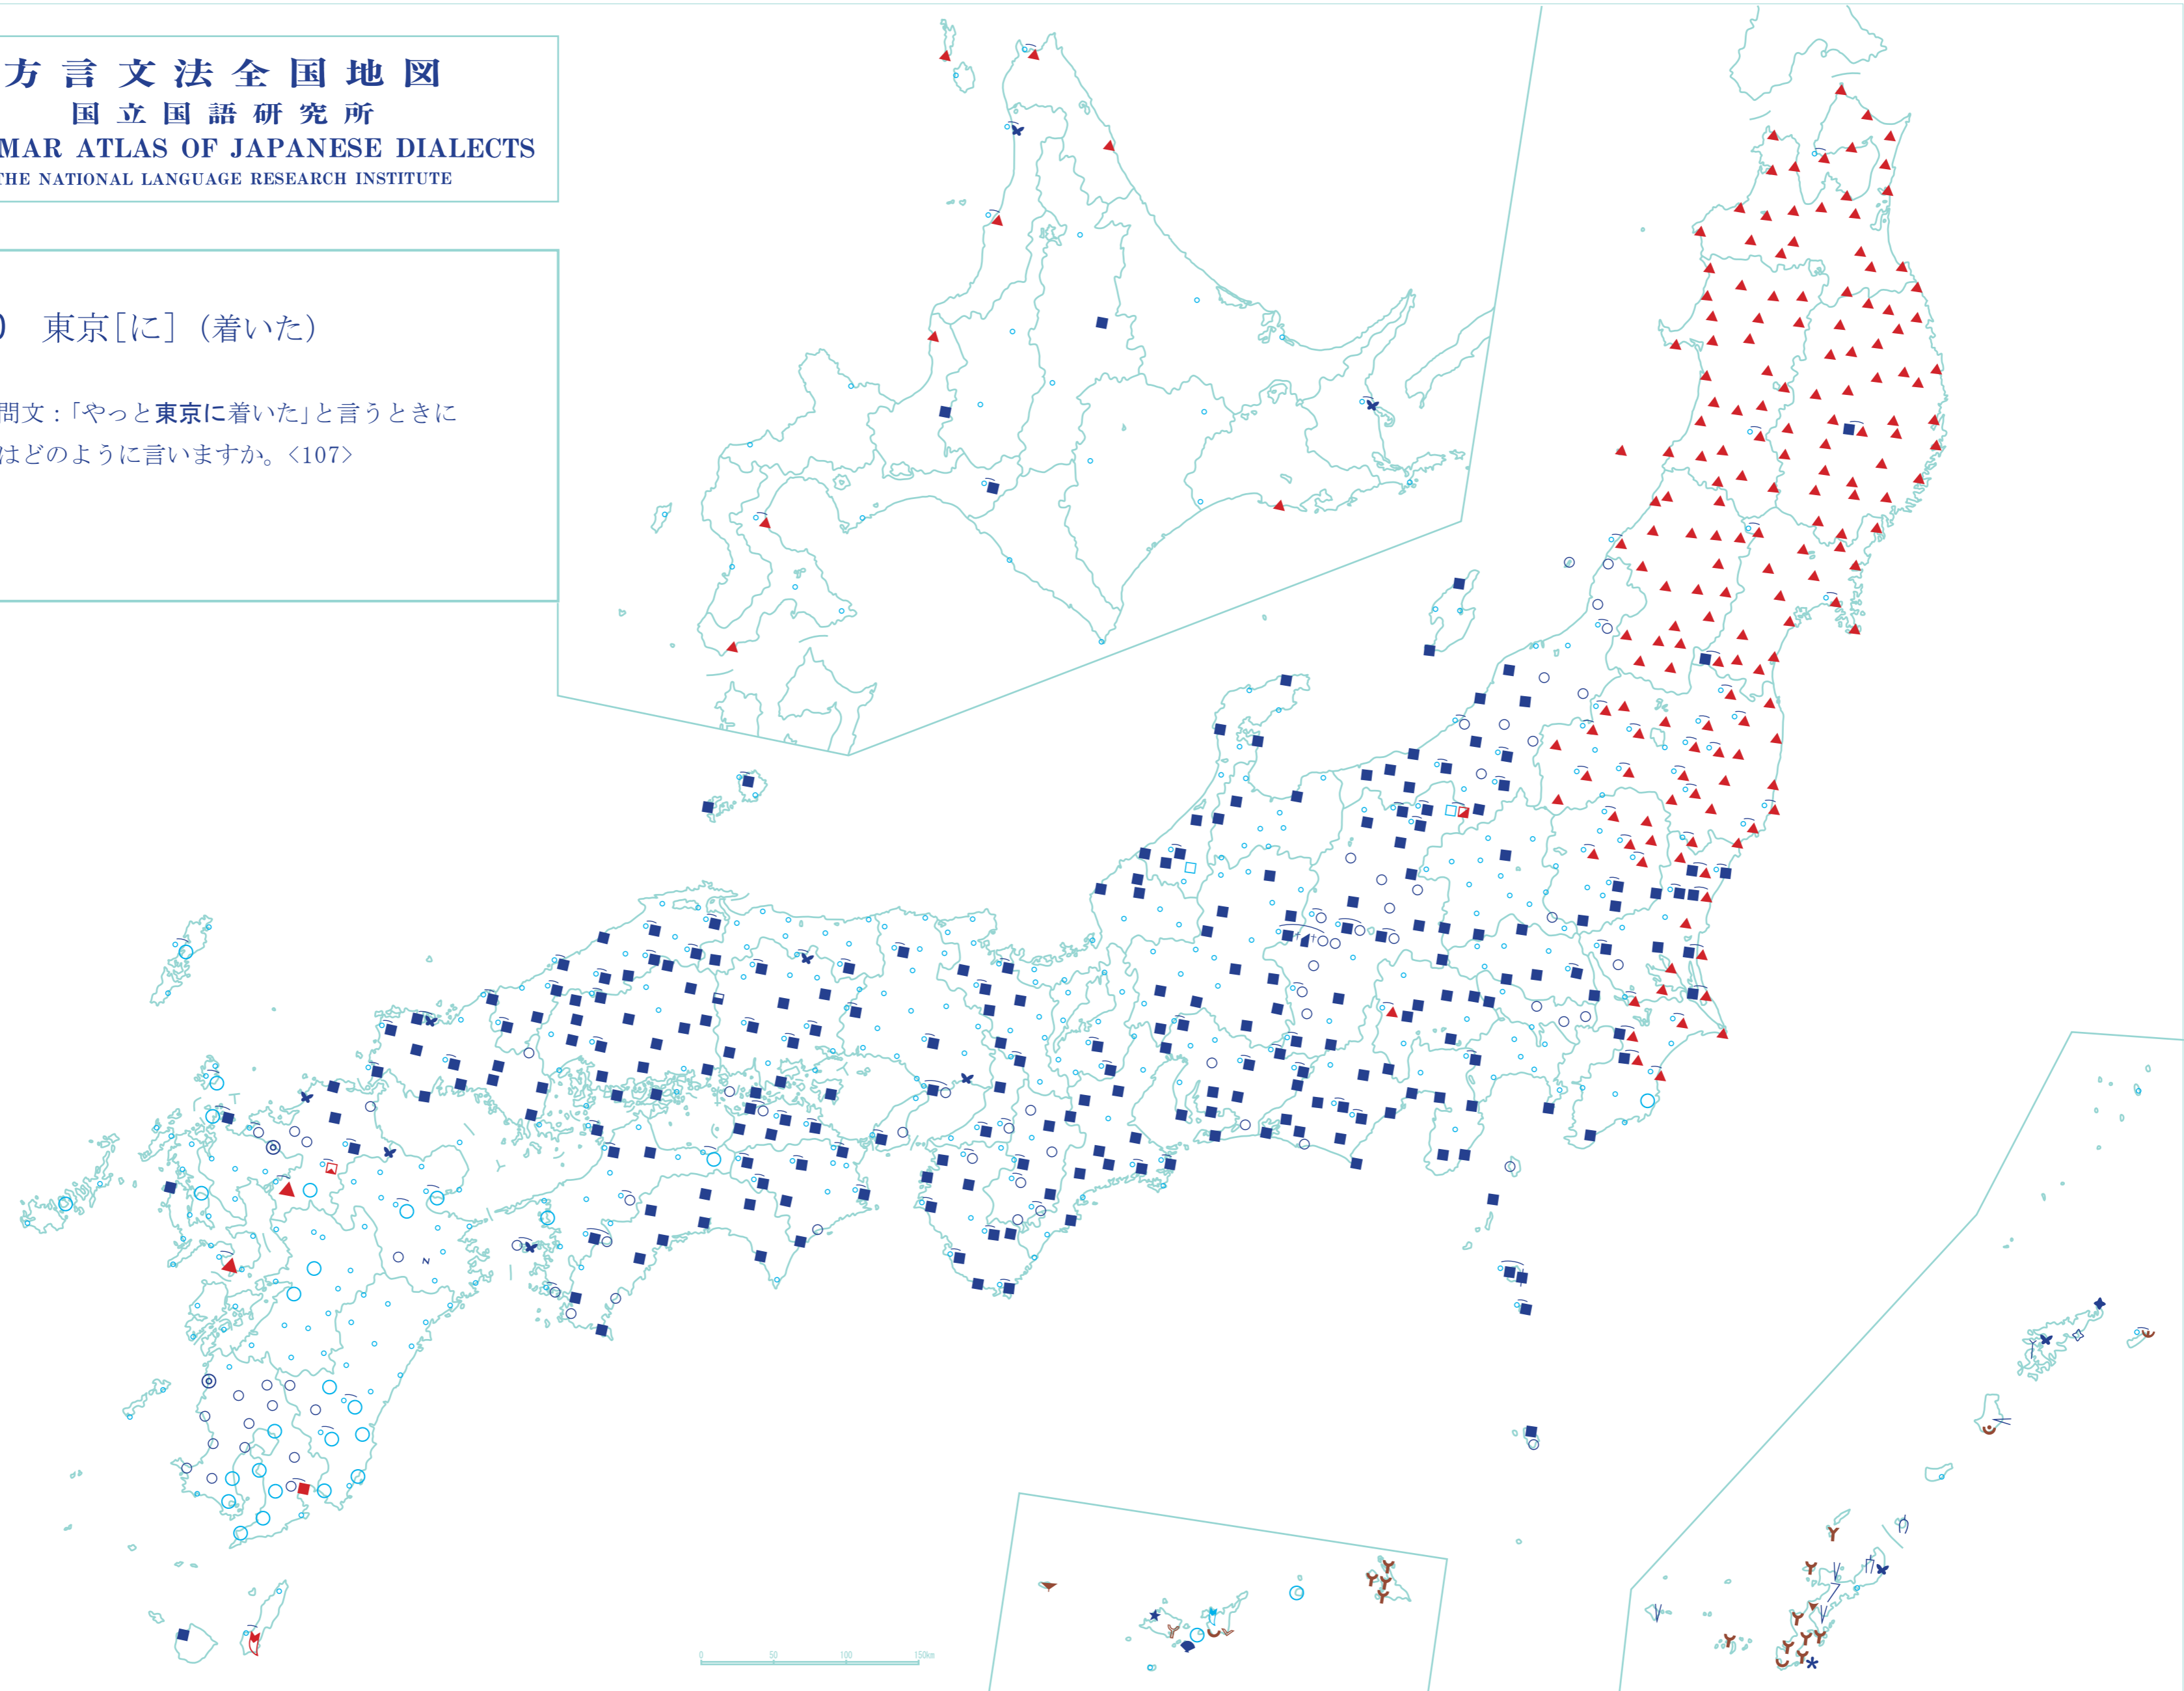 方言文法全国地図
国立国語研究所
MAR ATLAS OF JAPANESE DIALECTS
THE NATIONAL LANGUAGE RESEARCH INSTITUTE
0 東京[に](着いた)
問文:「やっと東京に着いた」と言うときに
はどのように言いますか。<107>
0 50 100 150km